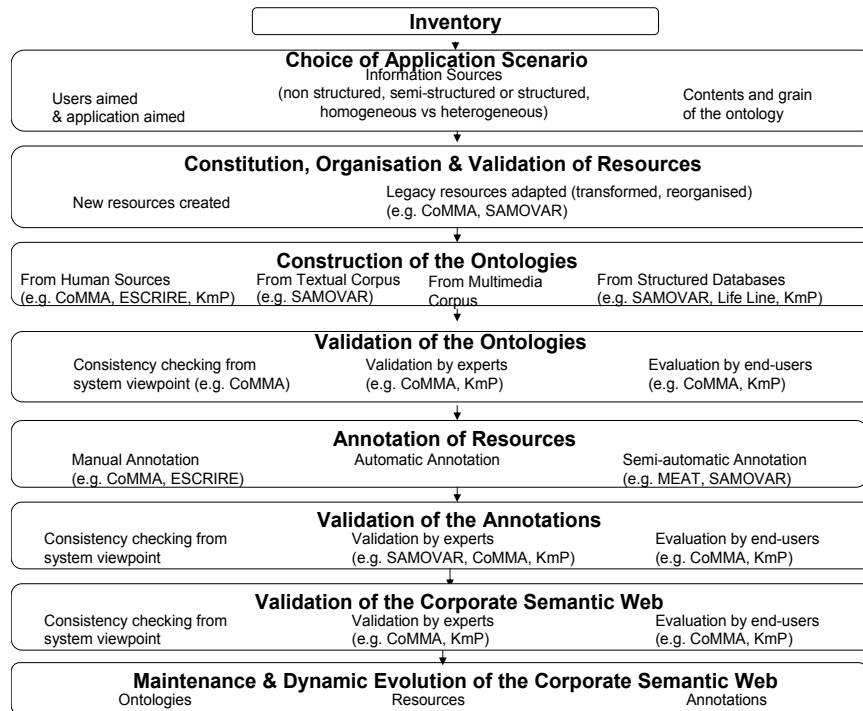 Inventory
Choice of Application Scenario
Information Sources
(non structured, semi-structured or structured,
homogeneous vs heterogeneous)
Users aimed
& application aimed
Contents and grain
of the ontology
Constitution, Organisation & Validation of Resources
New resources created
Legacy resources adapted (transformed, reorganised)
(e.g. CoMMA, SAMOVAR)
Construction of the Ontologies
From Human Sources
(e.g. CoMMA, ESCRIRE, KmP)
From Textual Corpus
(e.g. SAMOVAR)
From Multimedia
Corpus
From Structured Databases
(e.g. SAMOVAR, Life Line, KmP)
Validation of the Ontologies
Consistency checking from
system viewpoint (e.g. CoMMA)
Validation by experts
(e.g. CoMMA, KmP)
Evaluation by end-users
(e.g. CoMMA, KmP)
Annotation of Resources
Manual Annotation
(e.g. CoMMA, ESCRIRE)
Automatic Annotation
Semi-automatic Annotation
(e.g. MEAT, SAMOVAR)
Validation of the Annotations
Consistency checking from
system viewpoint
Validation by experts
(e.g. SAMOVAR, CoMMA, KmP)
Evaluation by end-users
(e.g. CoMMA, KmP)
Validation of the Corporate Semantic Web
Consistency checking from
system viewpoint
Validation by experts
(e.g. CoMMA, KmP)
Evaluation by end-users
(e.g. CoMMA, KmP)
Maintenance & Dynamic Evolution of the Corporate Semantic Web
Ontologies
Resources
Annotations